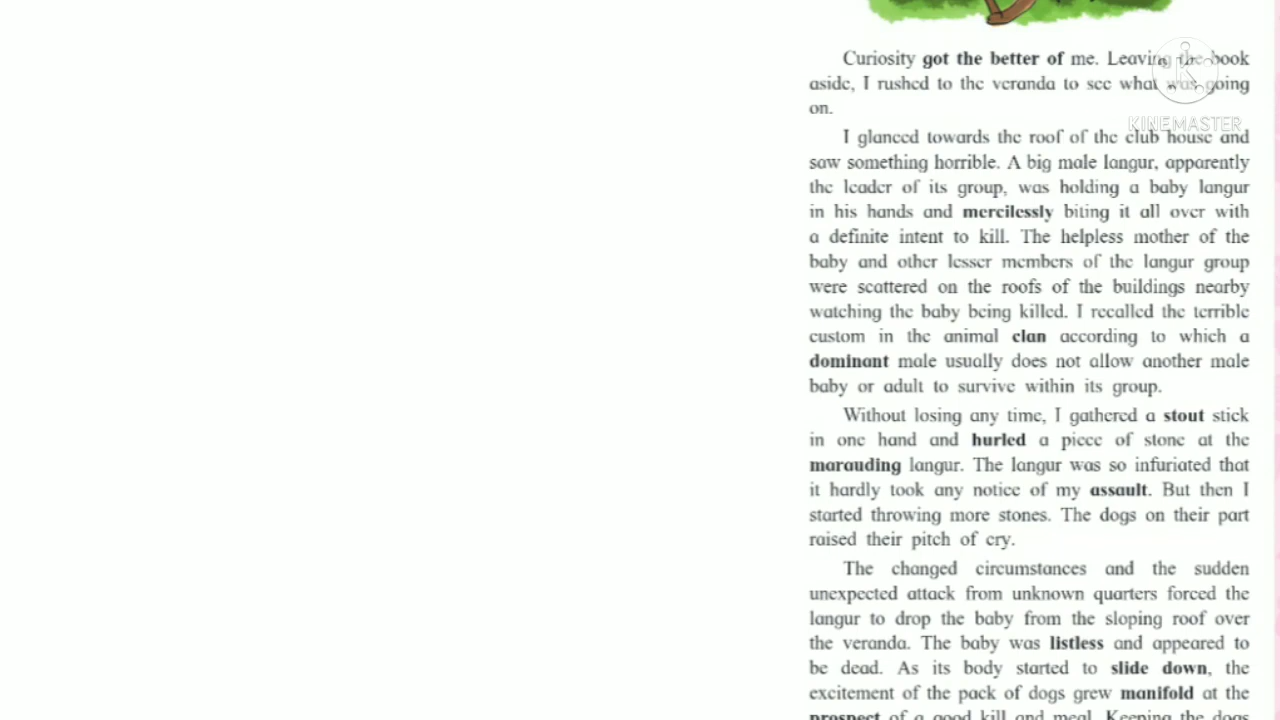 Curiosity got the better of me. Leaving the book
aside, I rushed to the veranda to see what was going
on.
KINEMASTER
I glanced towards the roof of the club house and
saw something horrible. A big male langur, apparently
the leader of its group, was holding a baby langur
in his hands and mercilessly biting it all over with
a definite intent to kill. The helpless mother of the
baby and other lesser members of the langur group
were scattered on the roofs of the buildings nearby
watching the baby being killed. I recalled the terrible
custom in the animal clan according to which a
dominant male usually does not allow another male
baby or adult to survive within its group.
Without losing any time, I gathered a stout stick
in one hand and hurled a piece of stone at the
marauding langur. The langur was so infuriated that
it hardly took any notice of my assault. But then I
started throwing more stones. The dogs on their part
raised their pitch of cry.
The changed circumstances and the sudden
unexpected attack from unknown quarters forced the
langur to drop the baby from the sloping roof over
the veranda. The baby was listless and appeared to
be dead. As its body started to slide down, the
excitement of the pack of dogs grew manifold at the
prospect of a good kill and meal. Keeping the dogs